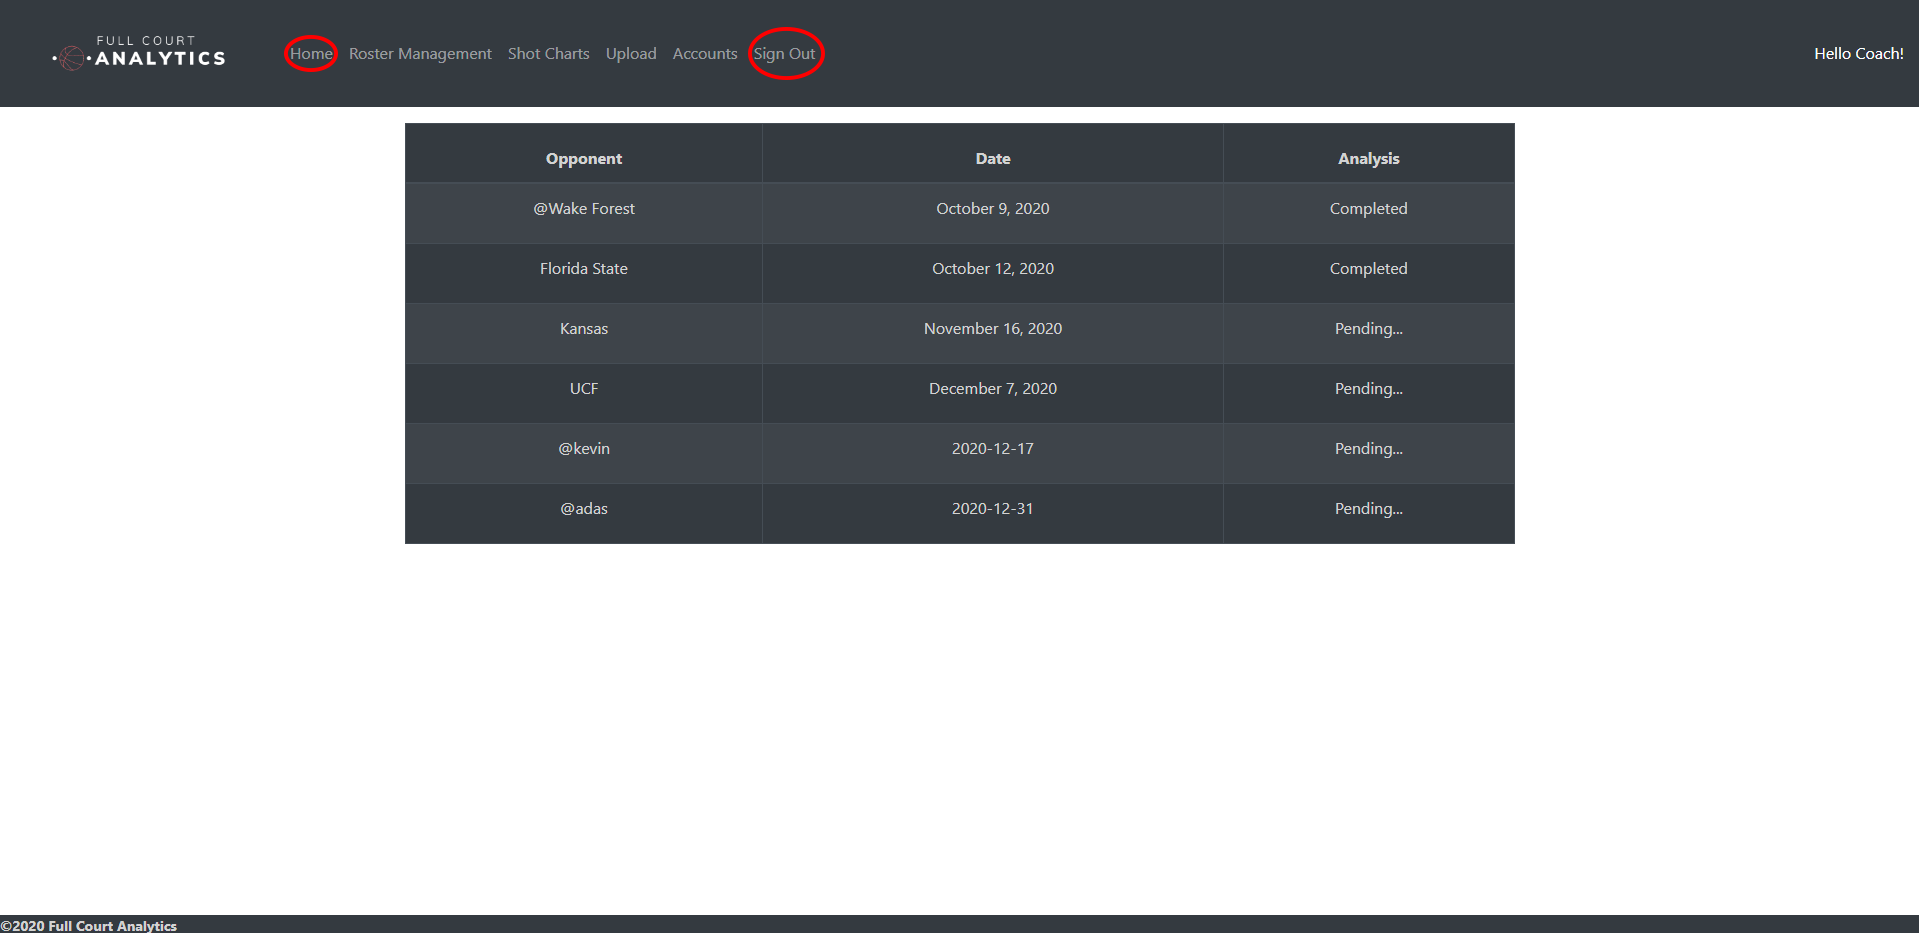 FULL COURT
ANALYTICS
Home Roster Management Shot Charts Upload Accounts Sign Out
Hello Coach!
Opponent Date Analysis
@Wake Forest October 9, 2020 Completed
Florida State October 12, 2020 Completed
Kansas November 16, 2020 Pending...
UCF December 7, 2020 Pending...
@kevin 2020-12-17 Pending...
@adas 2020-12-31 Pending...
©2020 Full Court Analytics